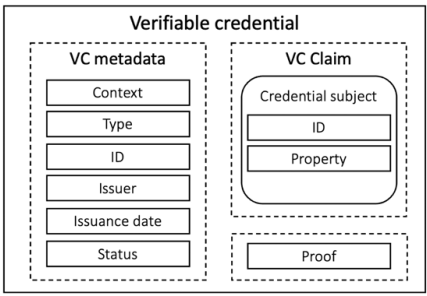 Verifiable credential
VC metadata
Context
Type
ID
Issuer
Issuance date
Status
VC Claim
Credential subject
ID
Property
Proof